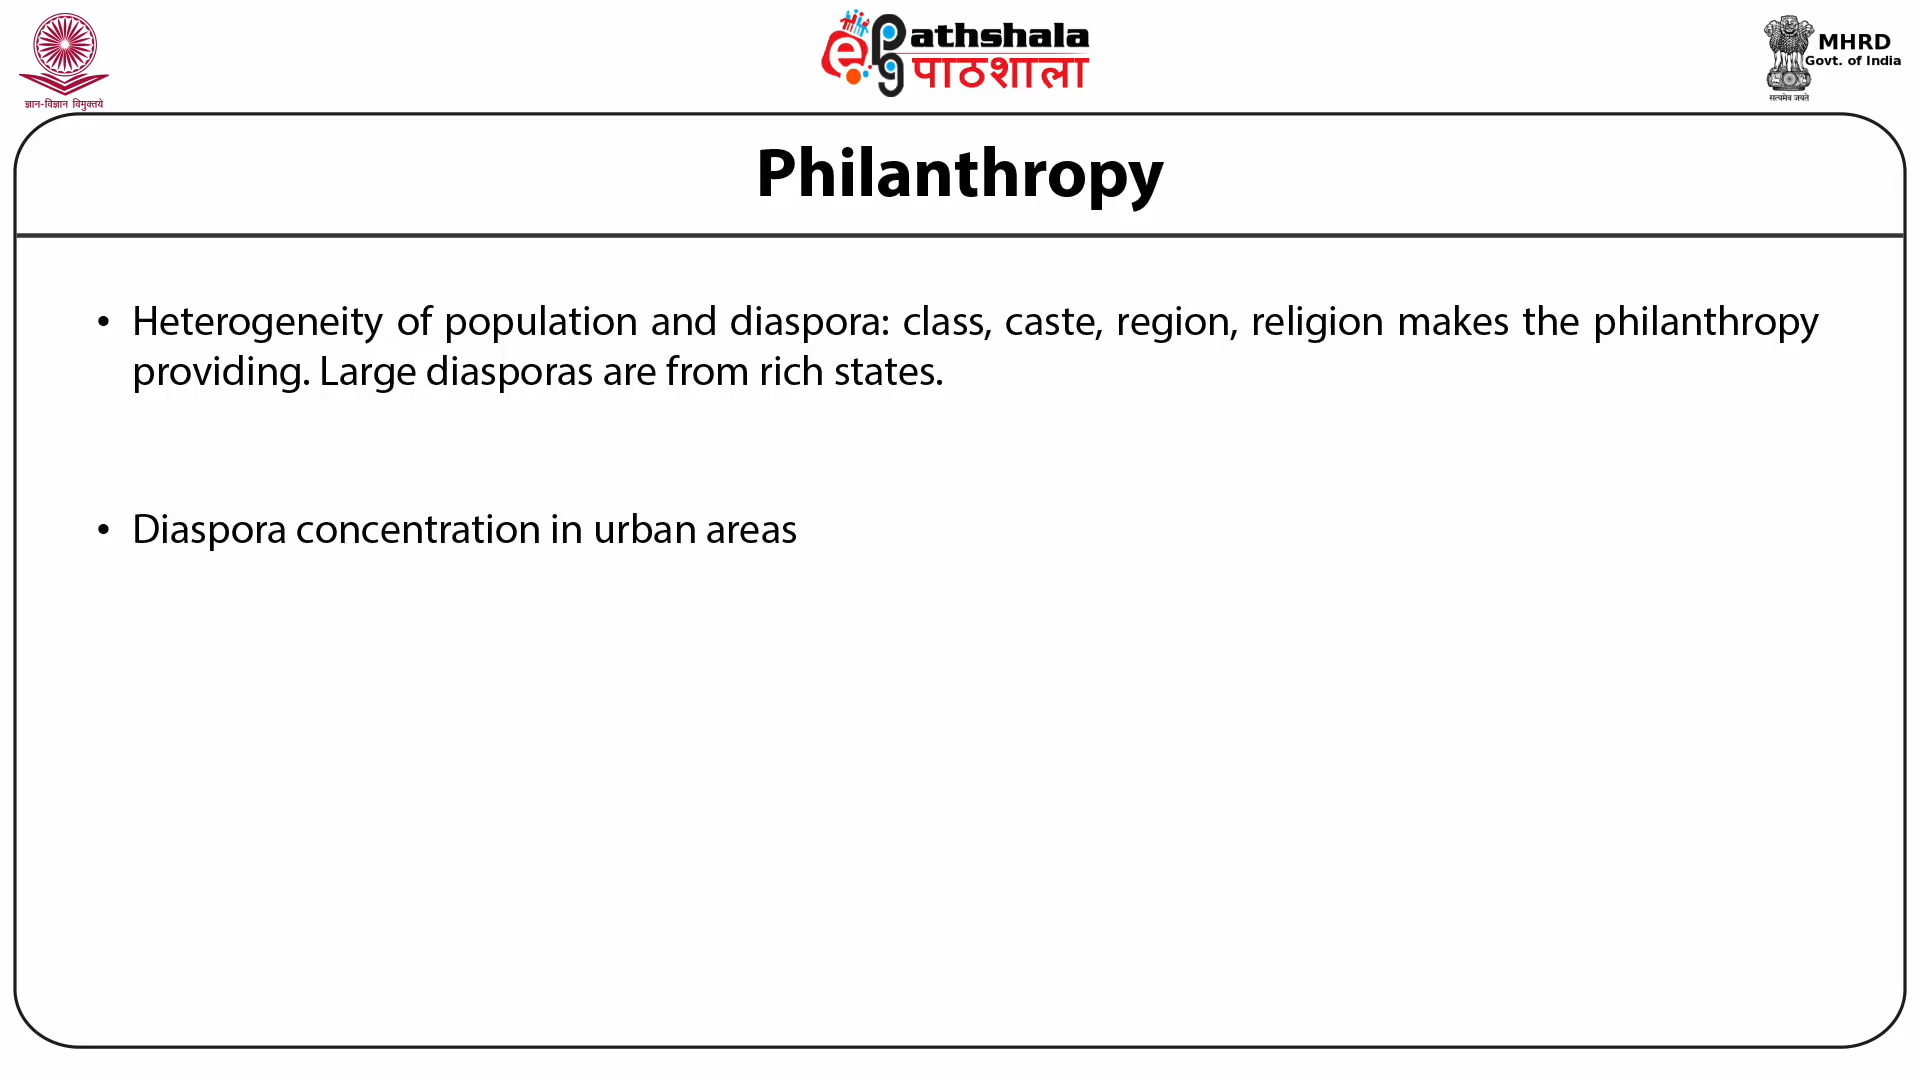 ज्ञान-विज्ञान विमुक्तये
ePG
athshala
पाठशाला
MHRD
Govt. of India
सत्यमेव जयते
Philanthropy
• Heterogeneity of population and diaspora: class, caste, region, religion makes the philanthropy
providing. Large diasporas are from rich states.
• Diaspora concentration in urban areas